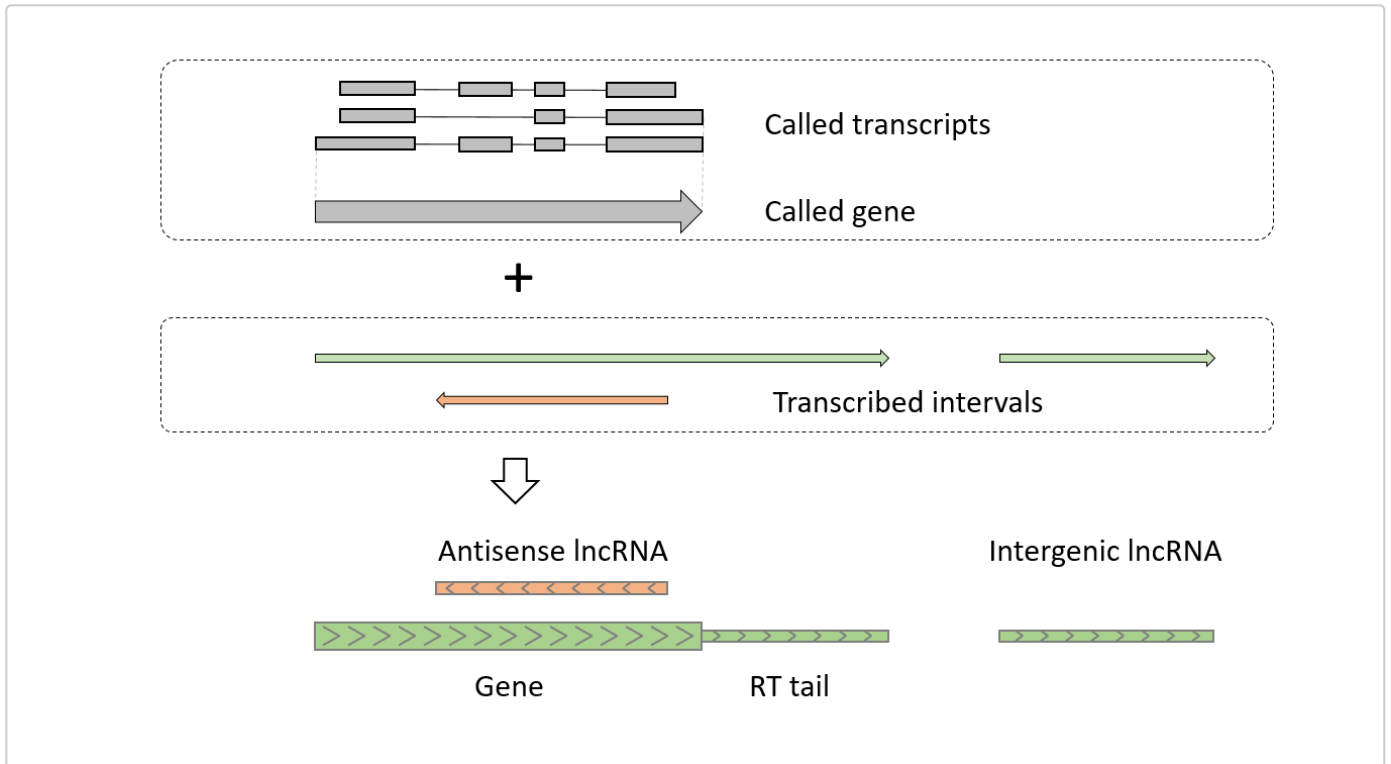 Called transcripts
Called gene
+
Transcribed intervals
Antisense lncRNA
Intergenic lncRNA
Gene
RT tail